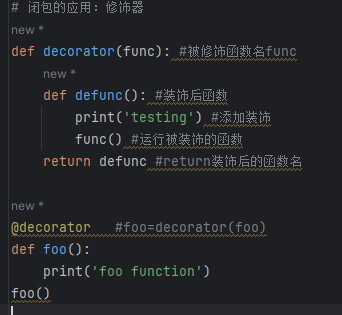 # 闭包的应用: 修饰器
new *
def decorator(func): #被修饰函数名func
new *
def defunc(): #装饰后函数
print('testing') #添加装饰
func() #运行被装饰的函数
return defunc #return装饰后的函数名
new *
@decorator #foo=decorator(foo)
def foo():
print('foo function')
foo()